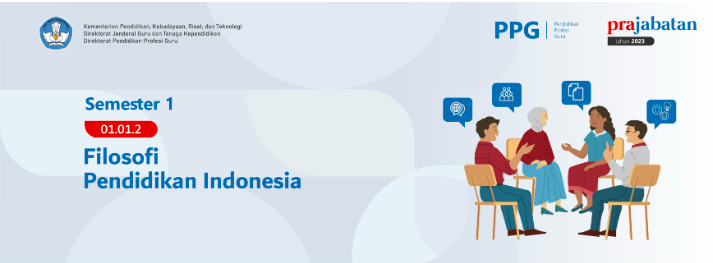 Kementerian Pendidikan, Kebudayaan, Riset, dan Teknologi
Direktorat Jenderal Guru dan Tenaga Kependidikan
Direktorat Pendidikan Profesi Guru
PPG
Pendidikan
Profesi
Guru
prajabatan
tahun 2023
Semester 1
01.01.2
Filosofi
Pendidikan Indonesia